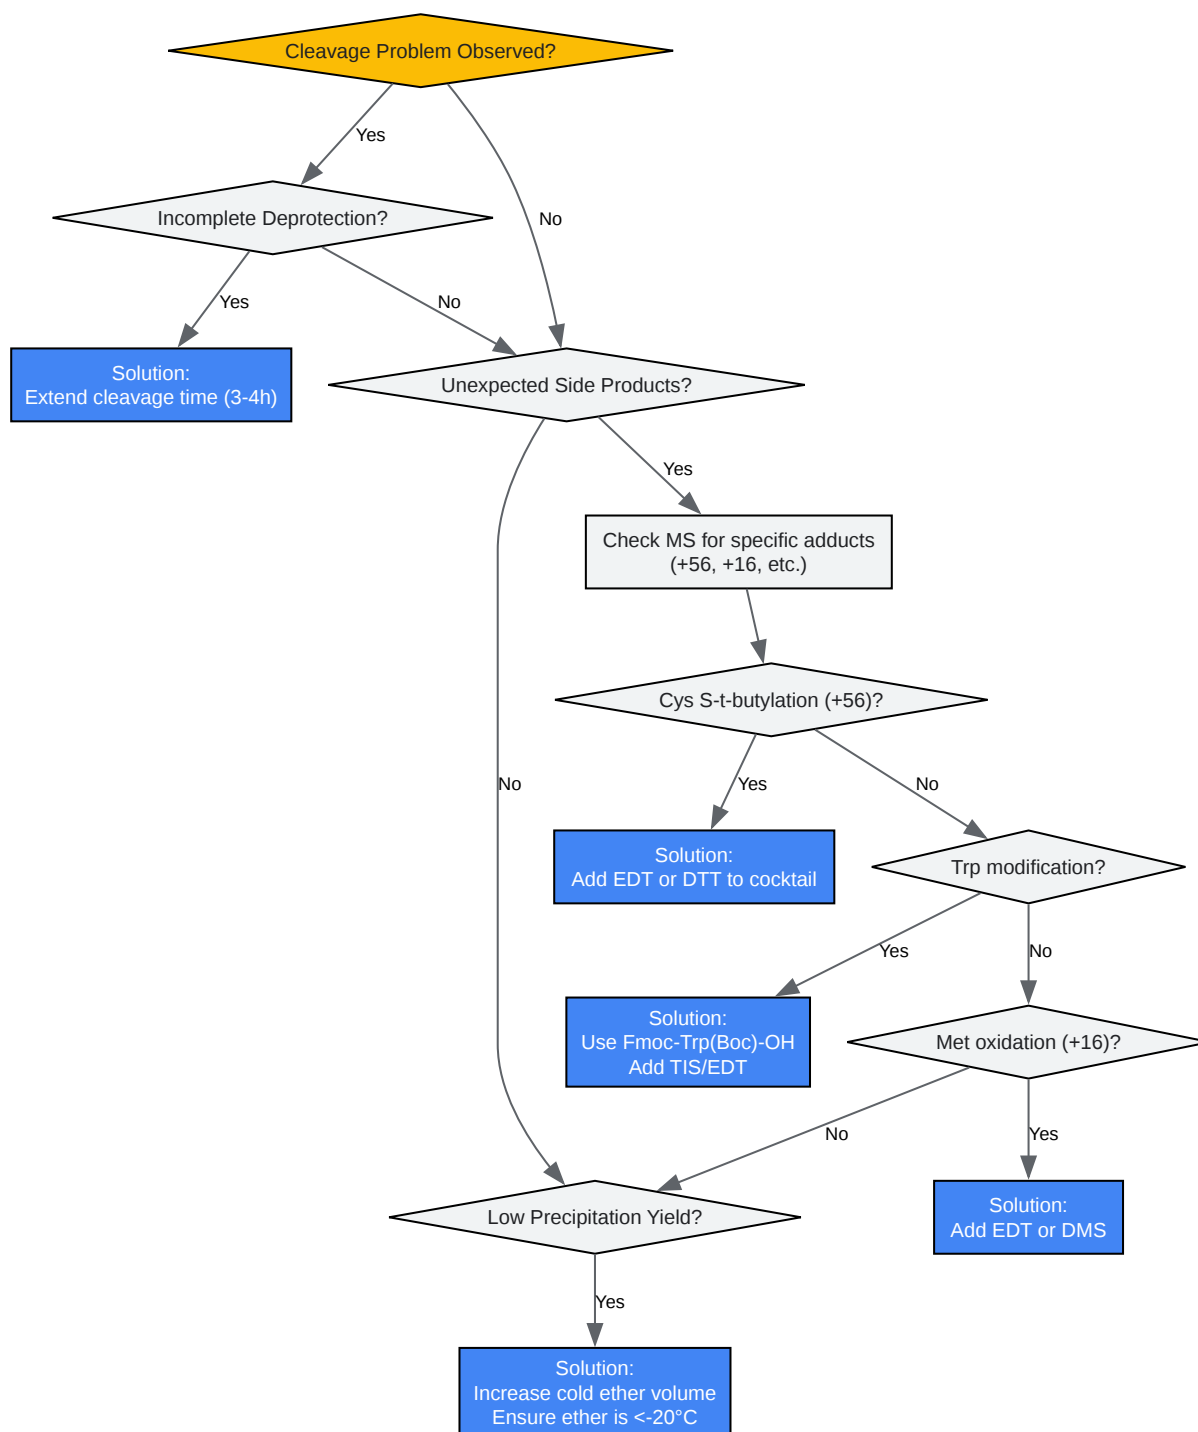 Cleavage Problem Observed?
Yes
No
Incomplete Deprotection?
Yes
No
Solution:
Extend cleavage time (3-4h)
Unexpected Side Products?
Yes
No
Check MS for specific adducts
(+56, +16, etc.)
Cys S-t-butylation (+56)?
Yes
No
Solution:
Add EDT or DTT to cocktail
Trp modification?
Yes
No
Solution:
Use Fmoc-Trp(Boc)-OH
Add TIS/EDT
Met oxidation (+16)?
No
Yes
Low Precipitation Yield?
Solution:
Add EDT or DMS
Yes
Solution:
Increase cold ether volume
Ensure ether is <-20°C